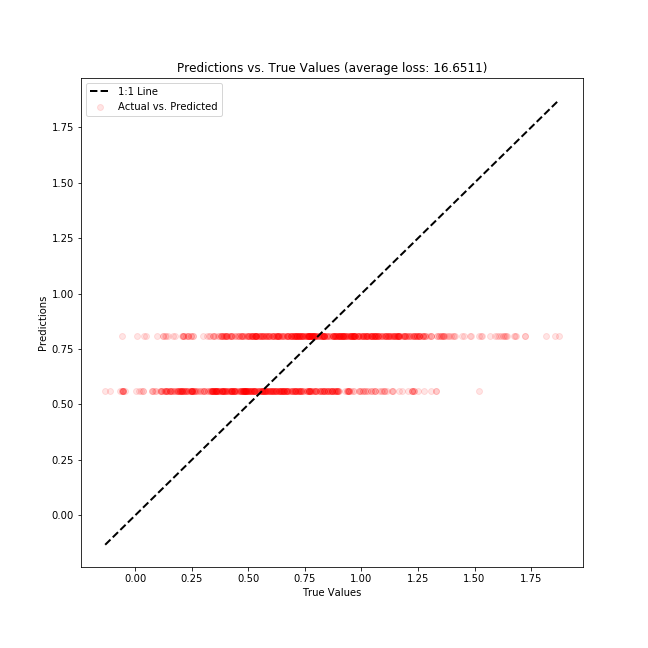 Predictions vs. True Values (average loss: 16.6511)
1:1 Line
Actual vs. Predicted
1.75
1.50
1.25
1.00
0.75
0.50
0.25
0.00
Predictions
0.00 0.25 0.50 0.75 1.00 1.25 1.50 1.75
True Values